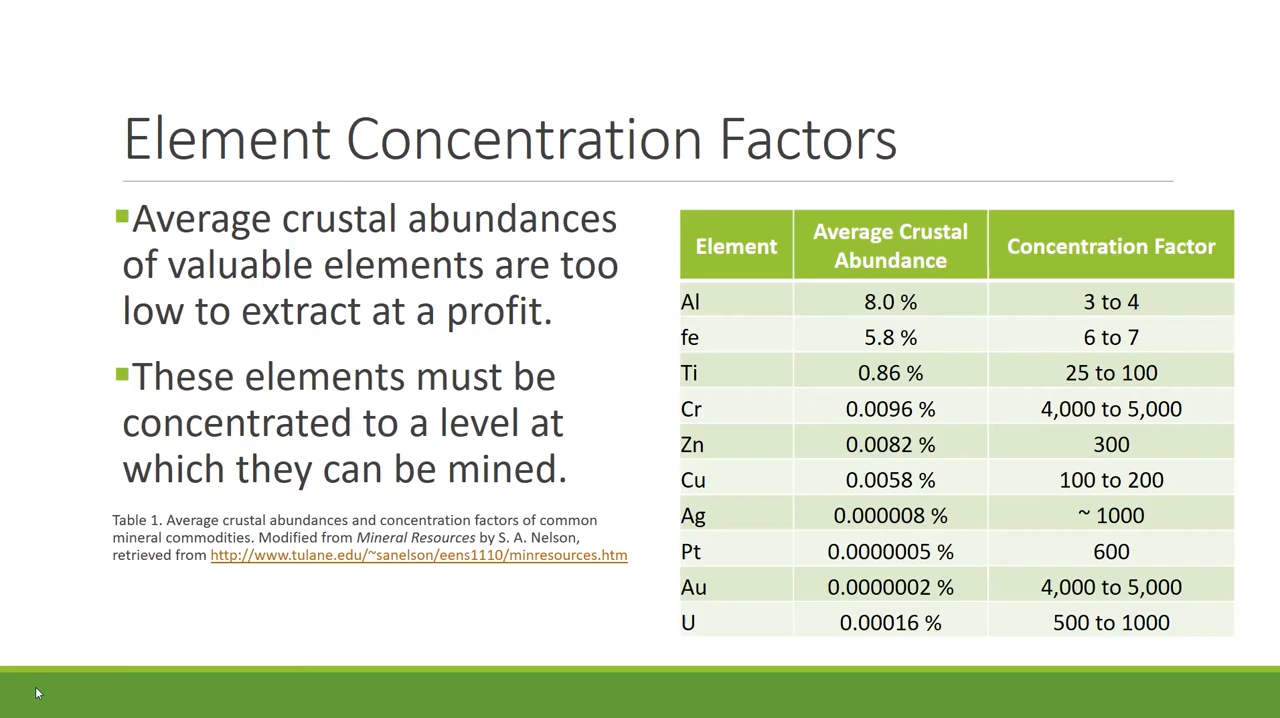 Element Concentration Factors
▪Average crustal abundances
of valuable elements are too
low to extract at a profit.
▪These elements must be
concentrated to a level at
which they can be mined.
Table 1. Average crustal abundances and concentration factors of common
mineral commodities. Modified from Mineral Resources by S. A. Nelson,
retrieved from http://www.tulane.edu/~sanelson/eens1110/minresources.htm
Element Average Crustal Abundance Concentration Factor
Al 8.0 % 3 to 4
fe 5.8 % 6 to 7
Ti 0.86 % 25 to 100
Cr 0.0096 % 4,000 to 5,000
Zn 0.0082 % 300
Cu 0.0058 % 100 to 200
Ag 0.000008 % ~ 1000
Pt 0.0000005 % 600
Au 0.0000002 % 4,000 to 5,000
U 0.00016 % 500 to 1000